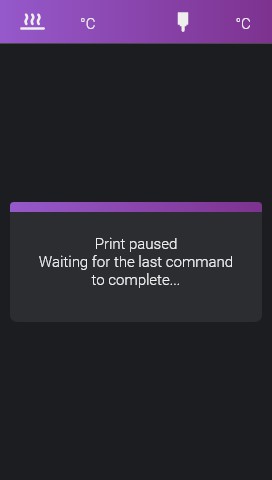 °C °C
Print paused
Waiting for the last command
to complete...